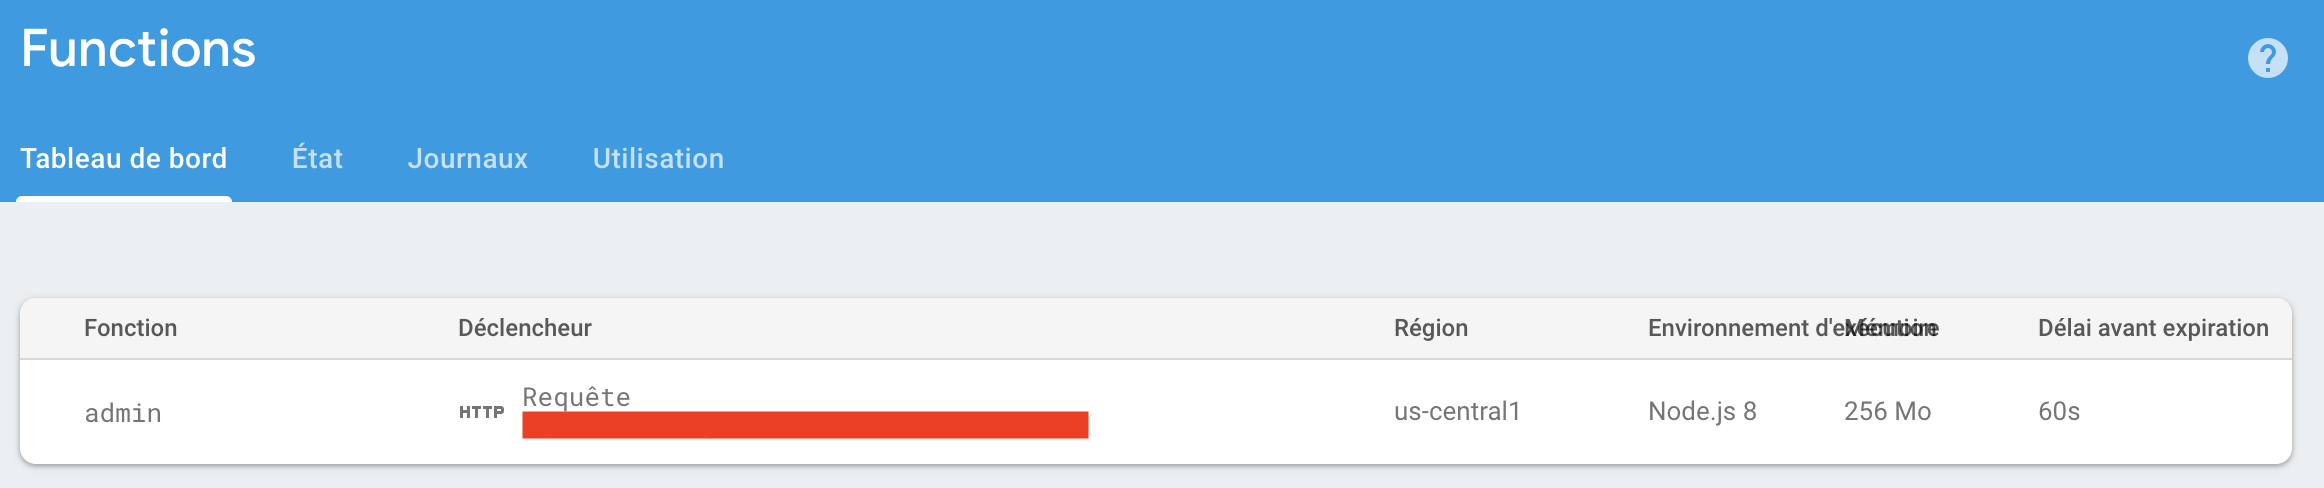 Functions
?
Tableau de bord État Journaux Utilisation
Fonction Déclencheur Région Environnement d'exécution Mémoire Délai avant expiration
admin HTTP Requête us-central1 Node.js 8 256 Mo 60s